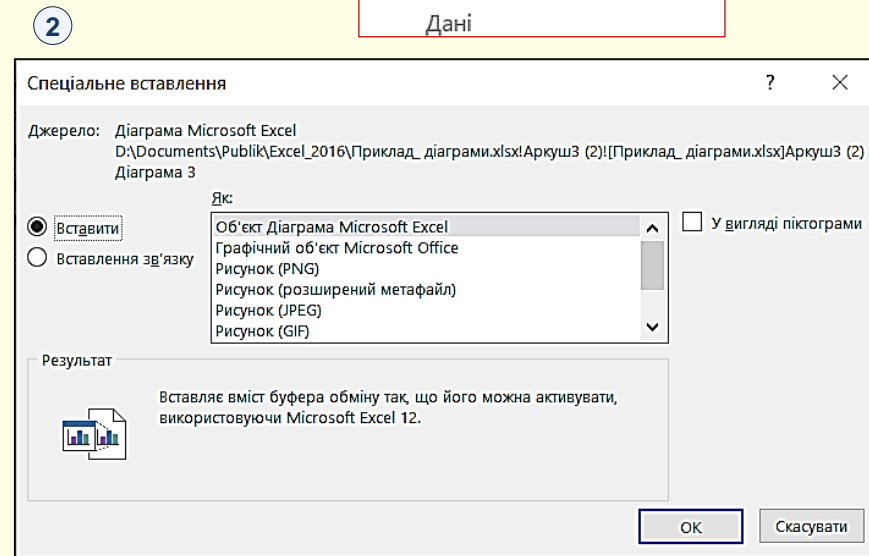 2
Дані
Спеціальне вставлення ?
Джерело: Діаграма Microsoft Excel
D:\Documents\Publik\Excel_2016\Приклад_ діаграми.xlsx!Аркуш3 (2)![Приклад_ діаграми.xlsx]Аркуш3 (2)
Діаграма 3
Як:
Вставити
Вставлення зв'язку
Об'єкт Діаграма Microsoft Excel
Графічний об'єкт Microsoft Office
Рисунок (PNG)
Рисунок (розширений метафайл)
Рисунок (JPEG)
Рисунок (GIF)
У вигляді піктограми
Результат
Вставляє вміст буфера обміну так, що його можна активувати,
використовуючи Microsoft Excel 12.
ОК Скасувати